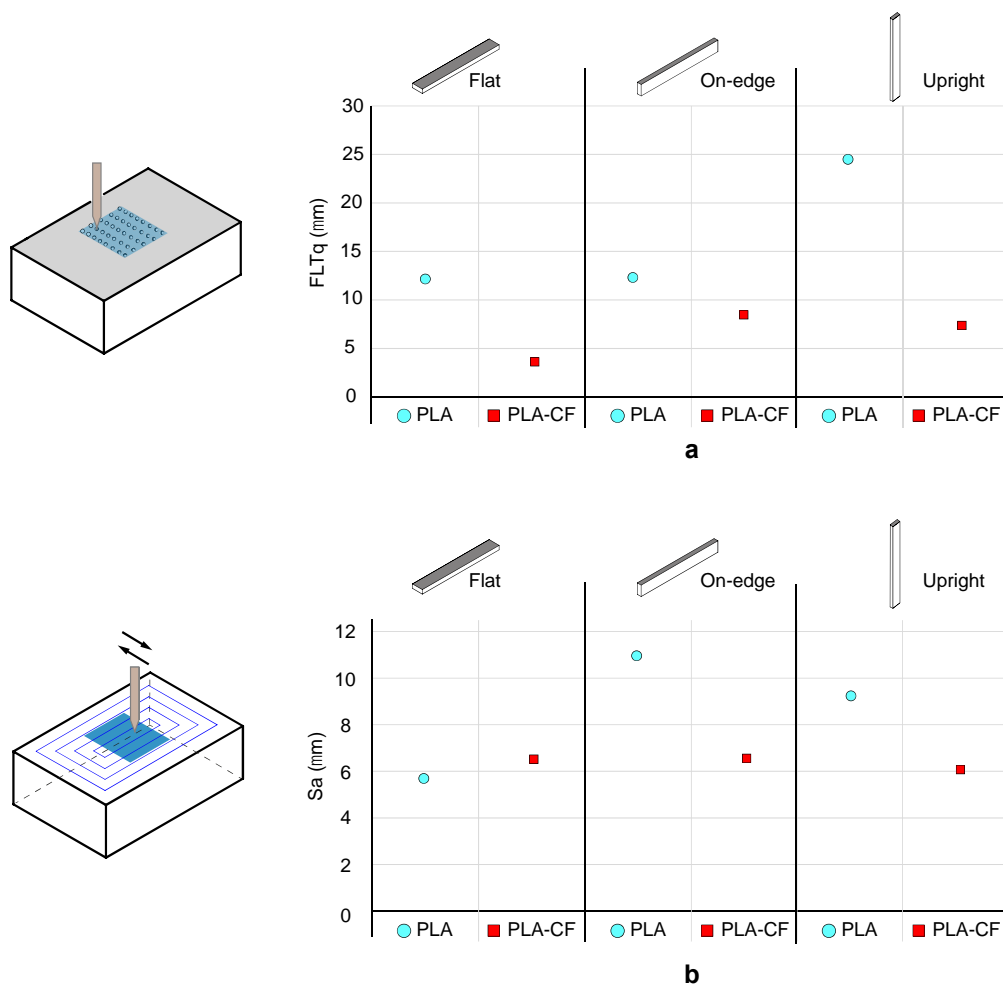 Flat On-edge Upright
30
25
20
15
10
5
0
FLTq (mm)
PLA PLA-CF PLA PLA-CF PLA PLA-CF
a
Flat On-edge Upright
12
10
8
6
4
2
0
Sa (mm)
PLA PLA-CF PLA PLA-CF PLA PLA-CF
b